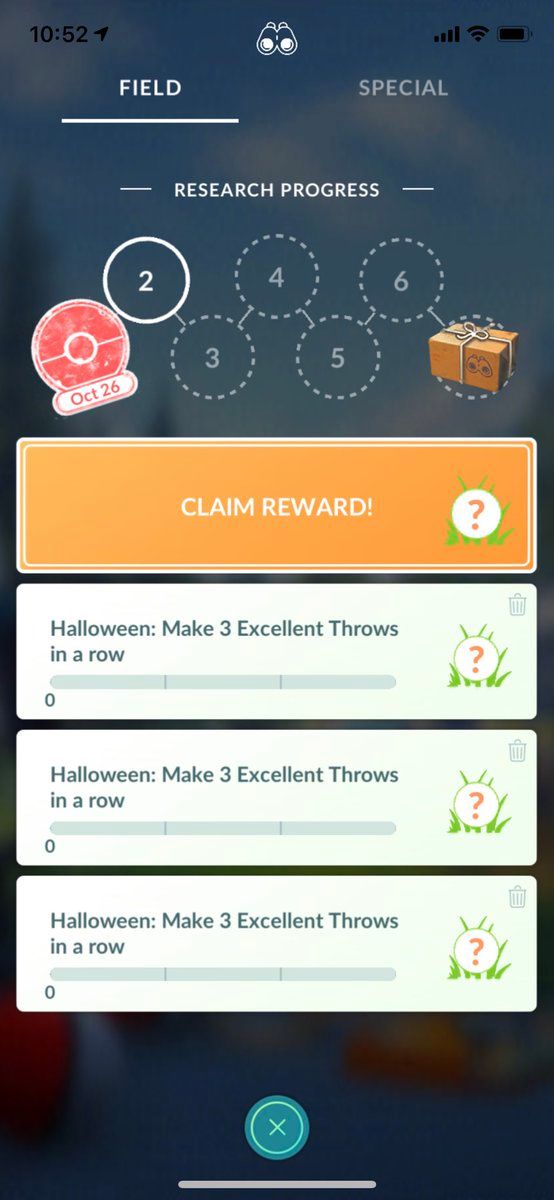 10:52
FIELD SPECIAL
RESEARCH PROGRESS
2 4 6
3 5
Oct 26
CLAIM REWARD!
?
Halloween: Make 3 Excellent Throws
in a row
?
0
Halloween: Make 3 Excellent Throws
in a row
?
0
Halloween: Make 3 Excellent Throws
in a row
?
0